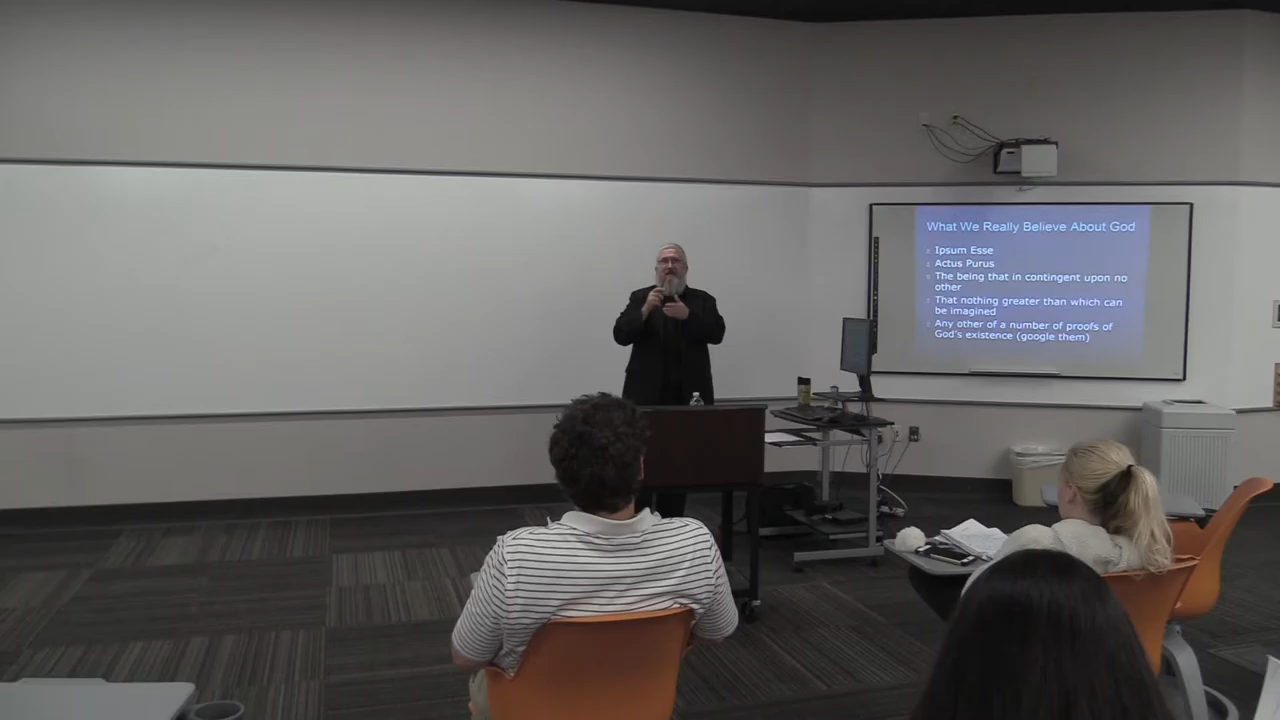 What We Really Believe About God
Ipsum Esse
Actus Purus
The being that in contingent upon no
other
That nothing greater than which can
be imagined
Any other of a number of proofs of
God's existence (google them)